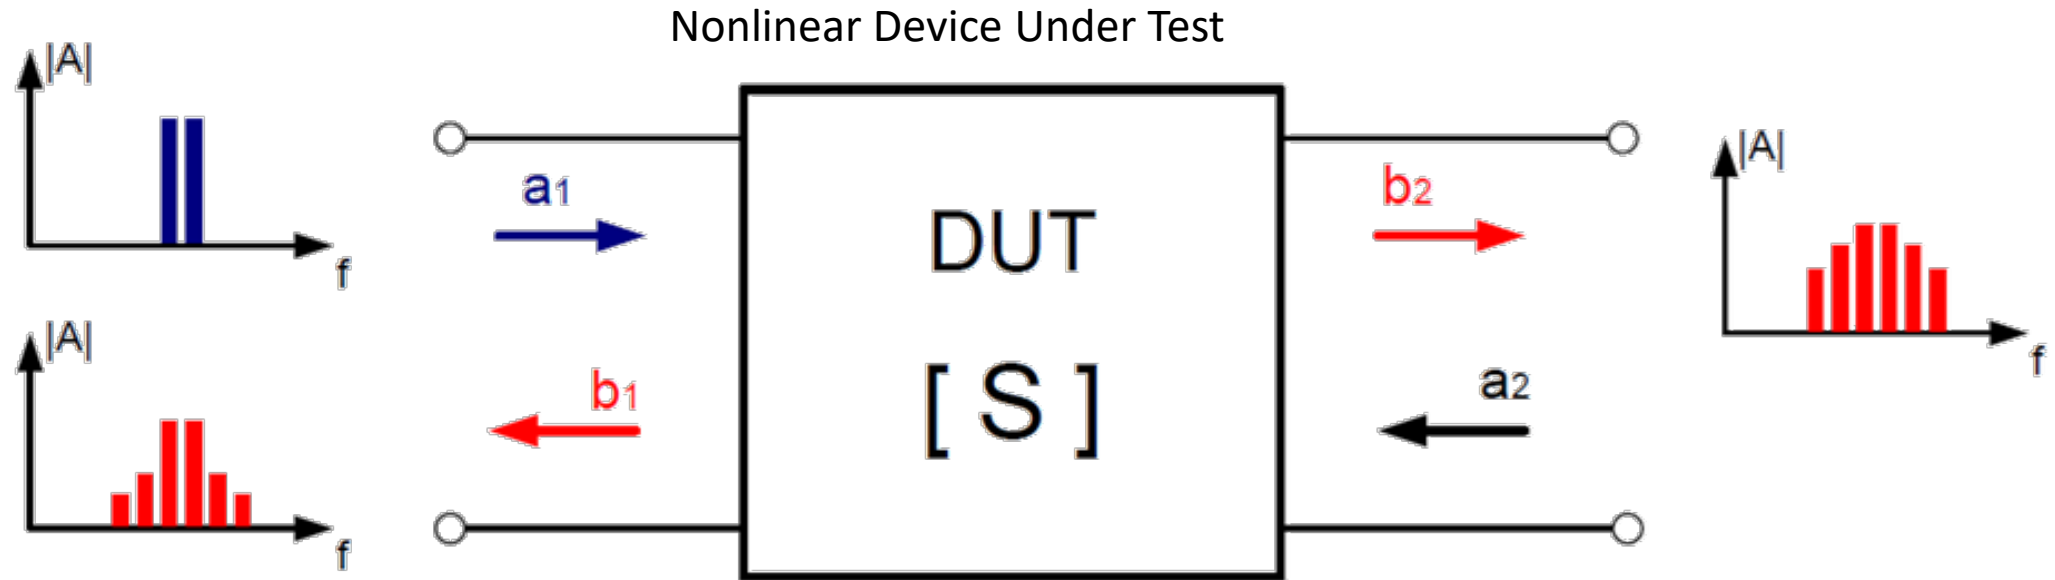 Nonlinear Device Under Test
|A|
f
|A|
f
a1
b1
DUT
[ S ]
b2
a2
|A|
f